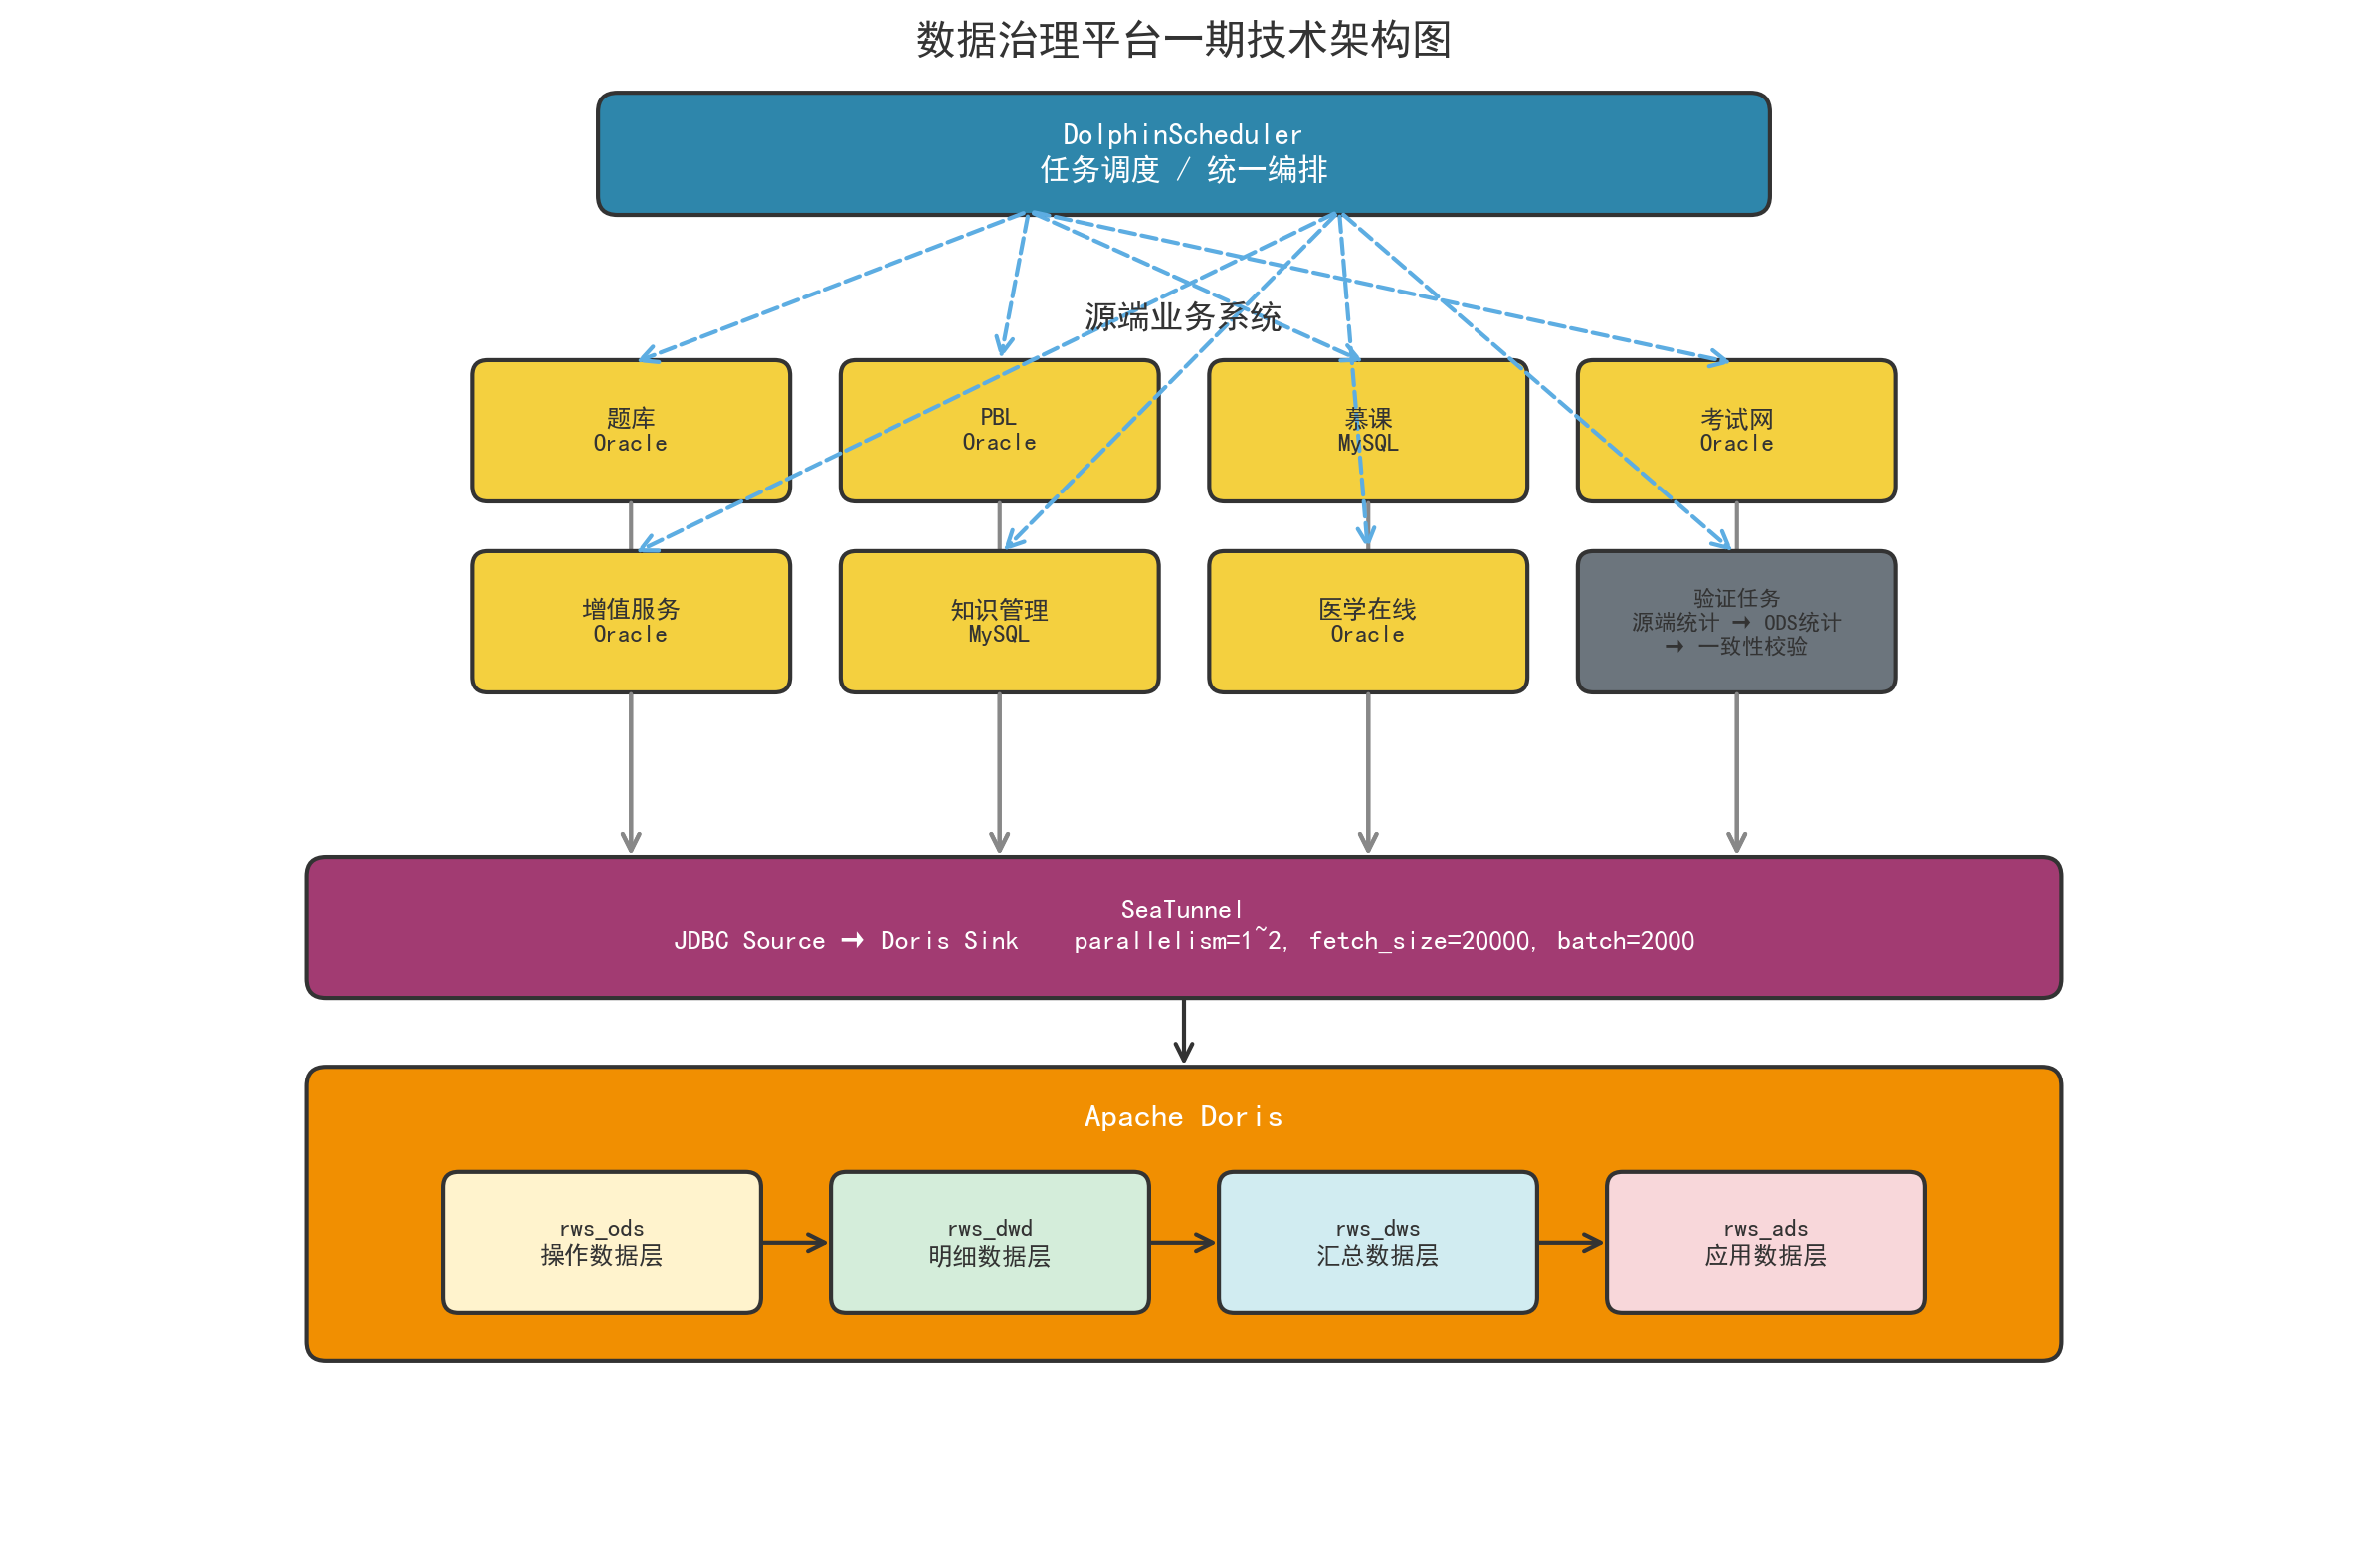 数据治理平台一期技术架构图
DolphinScheduler
任务调度 / 统一编排
源端业务系统
题库
Oracle
PBL
Oracle
慕课
MySQL
考试网
Oracle
增值服务
Oracle
知识管理
MySQL
医学在线
Oracle
验证任务
源端统计 → ODS统计
→ 一致性校验
SeaTunnel
JDBC Source → Doris Sink    parallelism=1~2, fetch_size=20000, batch=2000
Apache Doris
rws_ods
操作数据层
rws_dwd
明细数据层
rws_dws
汇总数据层
rws_ads
应用数据层